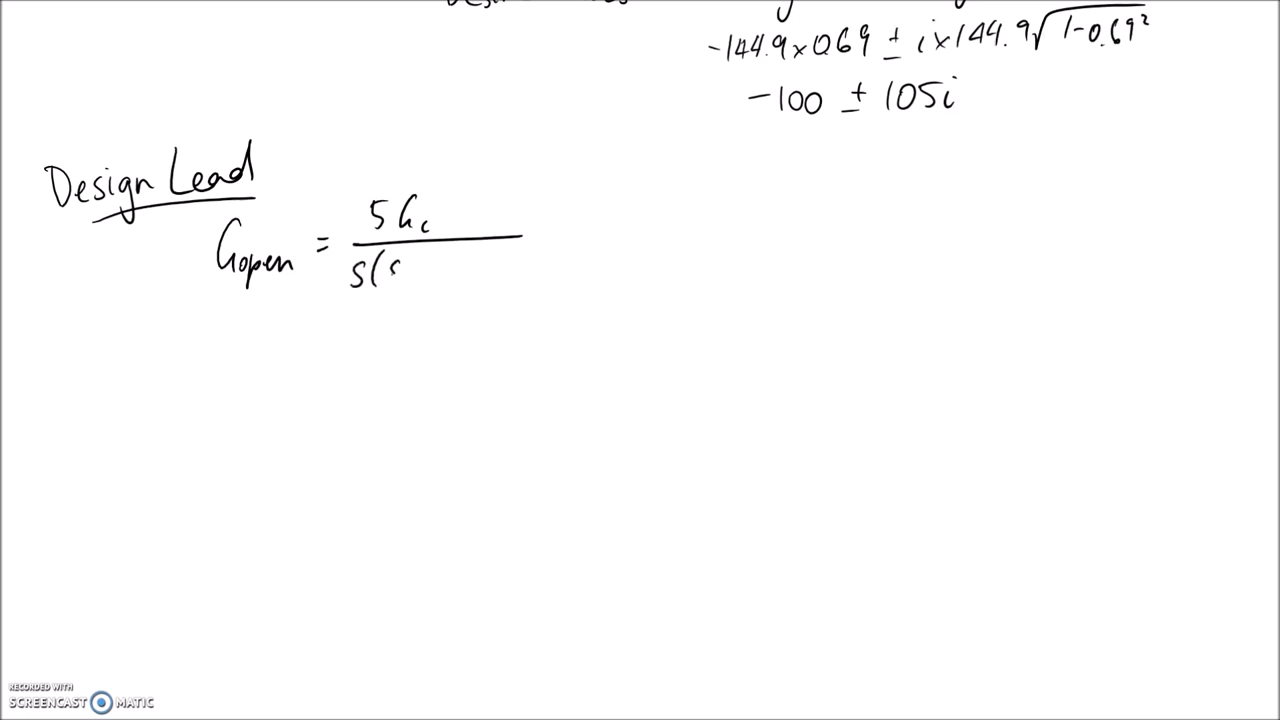 -144.9×0.69 ± i×144.9√(1-0.69²)
-100 ± 105i
Design Lead
Gopen = 5Gc / s(s
RECORDED WITH
SCREENCAST MATIC